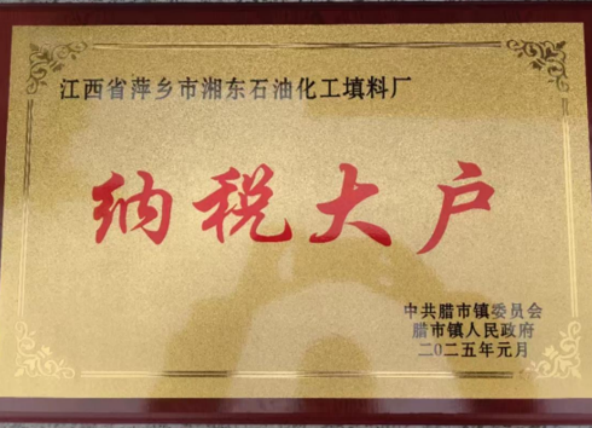 江西省萍乡市湘东石油化工填料厂
纳税大户
中共腊市镇委员会
腊市镇人民政府
二〇二五年元月